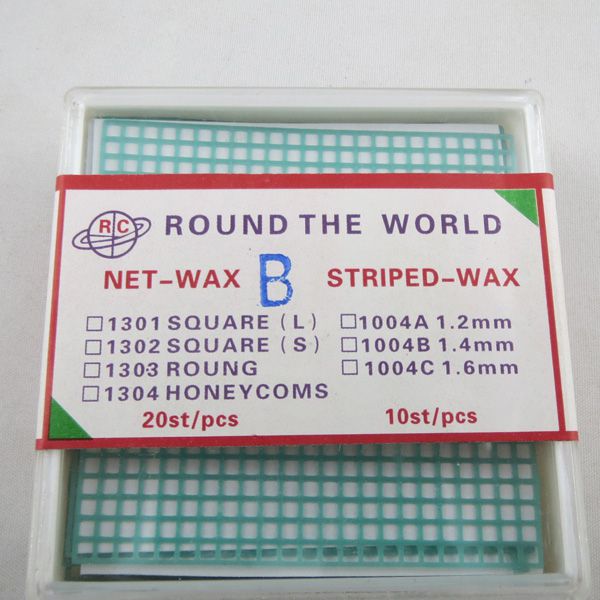 RC ROUND THE WORLD
NET-WAX B STRIPED-WAX
☐1301 SQUARE (L) ☐1004A 1.2mm
☐1302 SQUARE (S) ☐1004B 1.4mm
☐1303 ROUNG ☐1004C 1.6mm
☐1304 HONEYCOMS
20st/pcs 10st/pcs